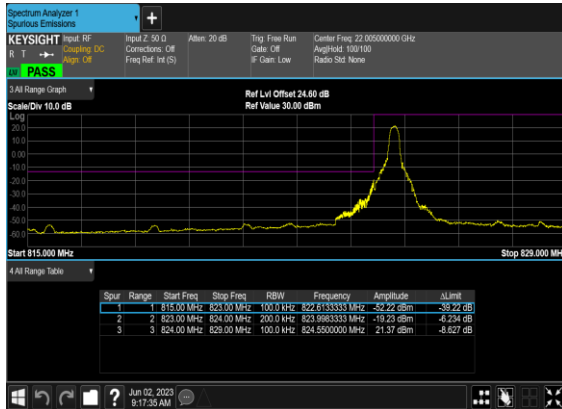 Spectrum Analyzer 1
Spurious Emissions
+
KEYSIGHT Input: RF Input Z: 50 Ω Atten: 20 dB Trig: Free Run Center Freq: 22.005000000 GHz
R T Coupling: DC Corrections: Off Gate: Off Avg|Hold: 100/100
Align: Off Freq Ref: Int (S) IF Gain: Low Radio Std: None
LXI PASS
3 All Range Graph
Ref Lvl Offset 24.60 dB
Scale/Div 10.0 dB Ref Value 30.00 dBm
Log
20.0
10.0
0.00
-10.0
-20.0
-30.0
-40.0
-50.0
-60.0
Start 815.000 MHz Stop 829.000 MHz
4 All Range Table
Spur Range Start Freq Stop Freq RBW Frequency Amplitude ΔLimit
1 1 815.00 MHz 823.00 MHz 100.0 kHz 822.6133333 MHz -52.22 dBm -39.22 dB
2 2 823.00 MHz 824.00 MHz 200.0 kHz 823.9983333 MHz -19.23 dBm -6.234 dB
3 3 824.00 MHz 829.00 MHz 100.0 kHz 824.5500000 MHz 21.37 dBm -8.627 dB
? Jun 02, 2023
9:17:35 AM